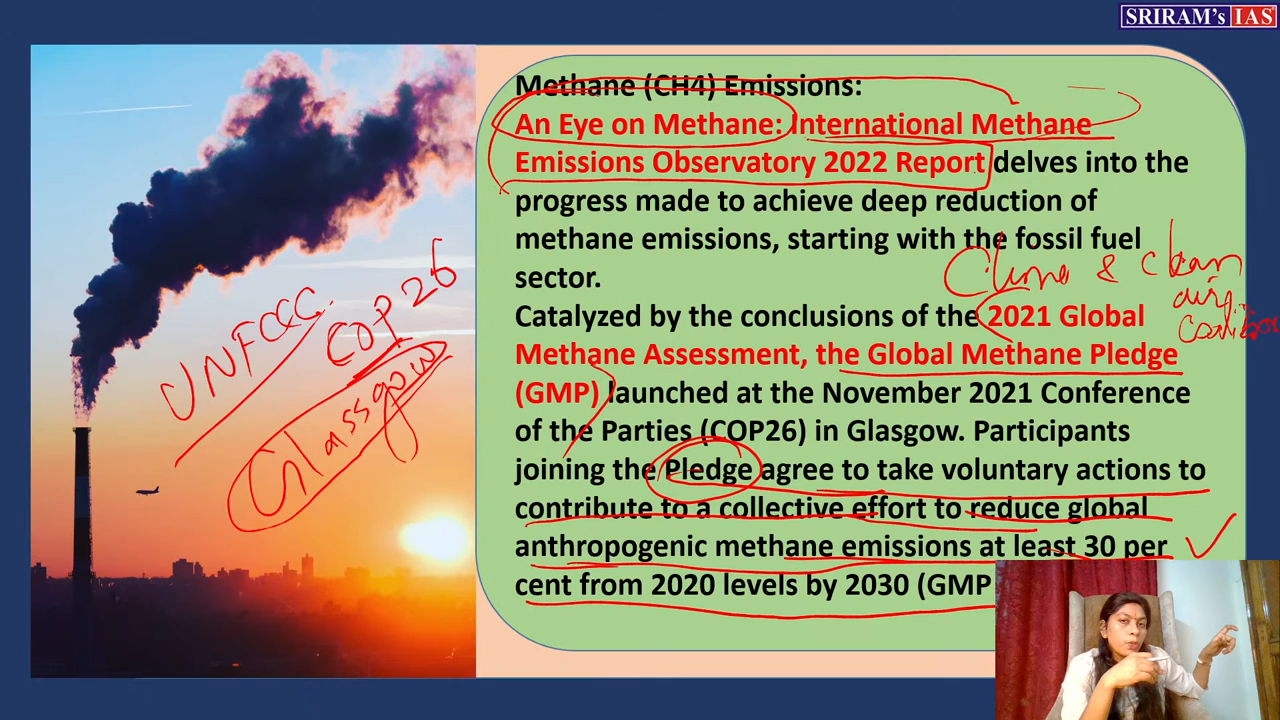 SRIRAM's IAS
Methane (CH4) Emissions:
An Eye on Methane: International Methane
Emissions Observatory 2022 Report delves into the
progress made to achieve deep reduction of
methane emissions, starting with the fossil fuel
sector.
Catalyzed by the conclusions of the 2021 Global
Methane Assessment, the Global Methane Pledge
(GMP) launched at the November 2021 Conference
of the Parties (COP26) in Glasgow. Participants
joining the Pledge agree to take voluntary actions to
contribute to a collective effort to reduce global
anthropogenic methane emissions at least 30 per
cent from 2020 levels by 2030 (GMP
UNFCCC
COP26
Glassgow
& clean
air